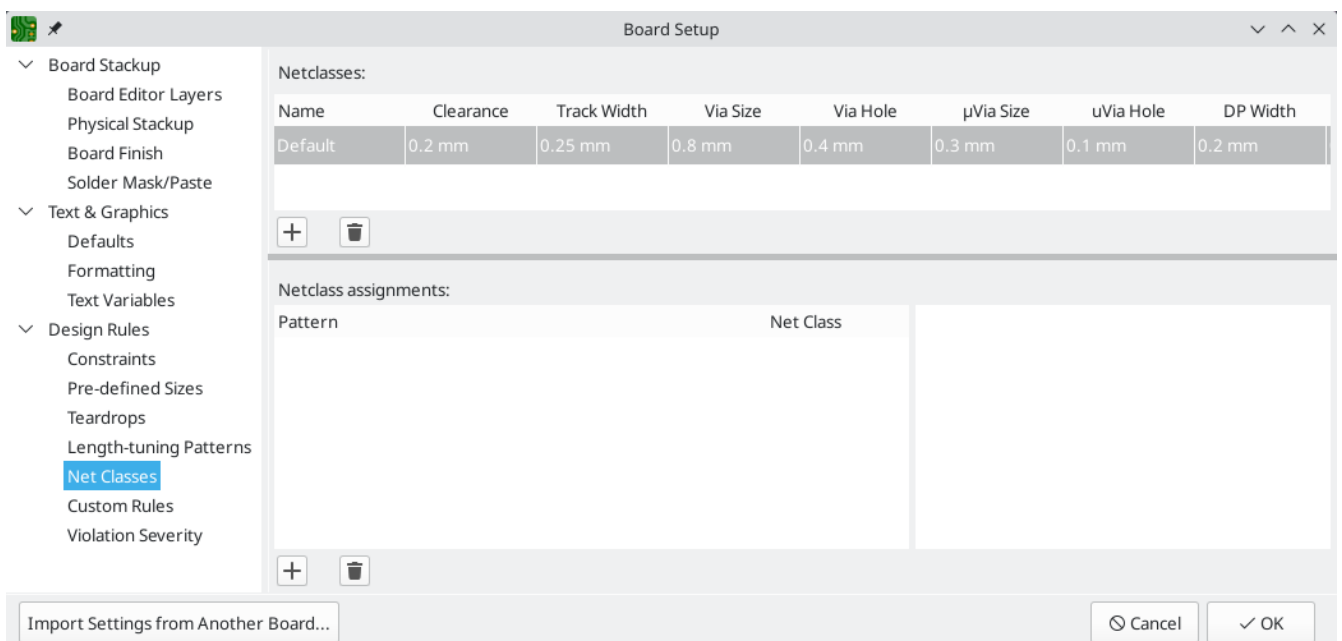 Board Setup
Board Stackup
Board Editor Layers
Physical Stackup
Board Finish
Solder Mask/Paste
Text & Graphics
Defaults
Formatting
Text Variables
Design Rules
Constraints
Pre-defined Sizes
Teardrops
Length-tuning Patterns
Net Classes
Custom Rules
Violation Severity
Netclasses:
Name Clearance Track Width Via Size Via Hole µVia Size uVia Hole DP Width
Default 0.2 mm 0.25 mm 0.8 mm 0.4 mm 0.3 mm 0.1 mm 0.2 mm
Netclass assignments:
Pattern Net Class
Import Settings from Another Board... Cancel OK